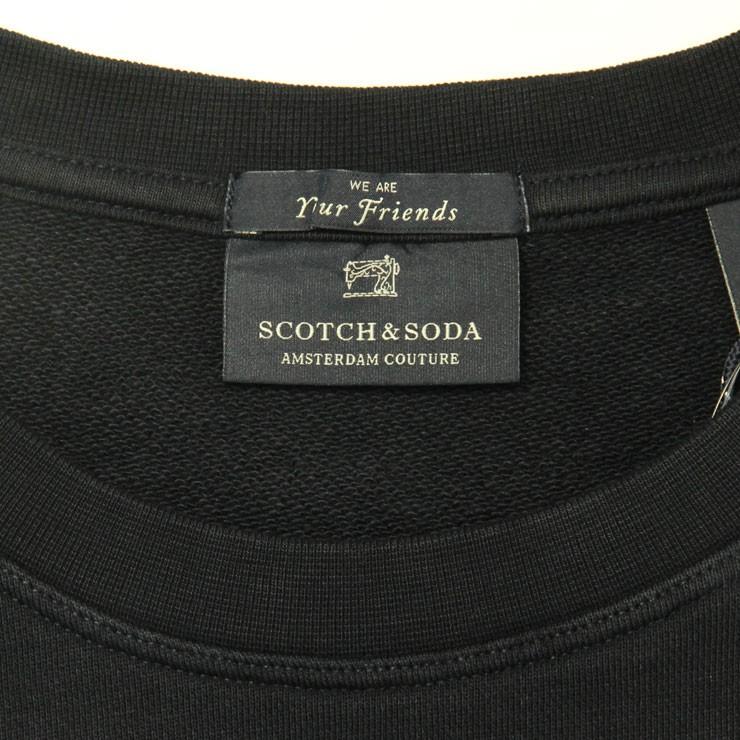 WE ARE
Yur Friends
SCOTCH & SODA
AMSTERDAM COUTURE